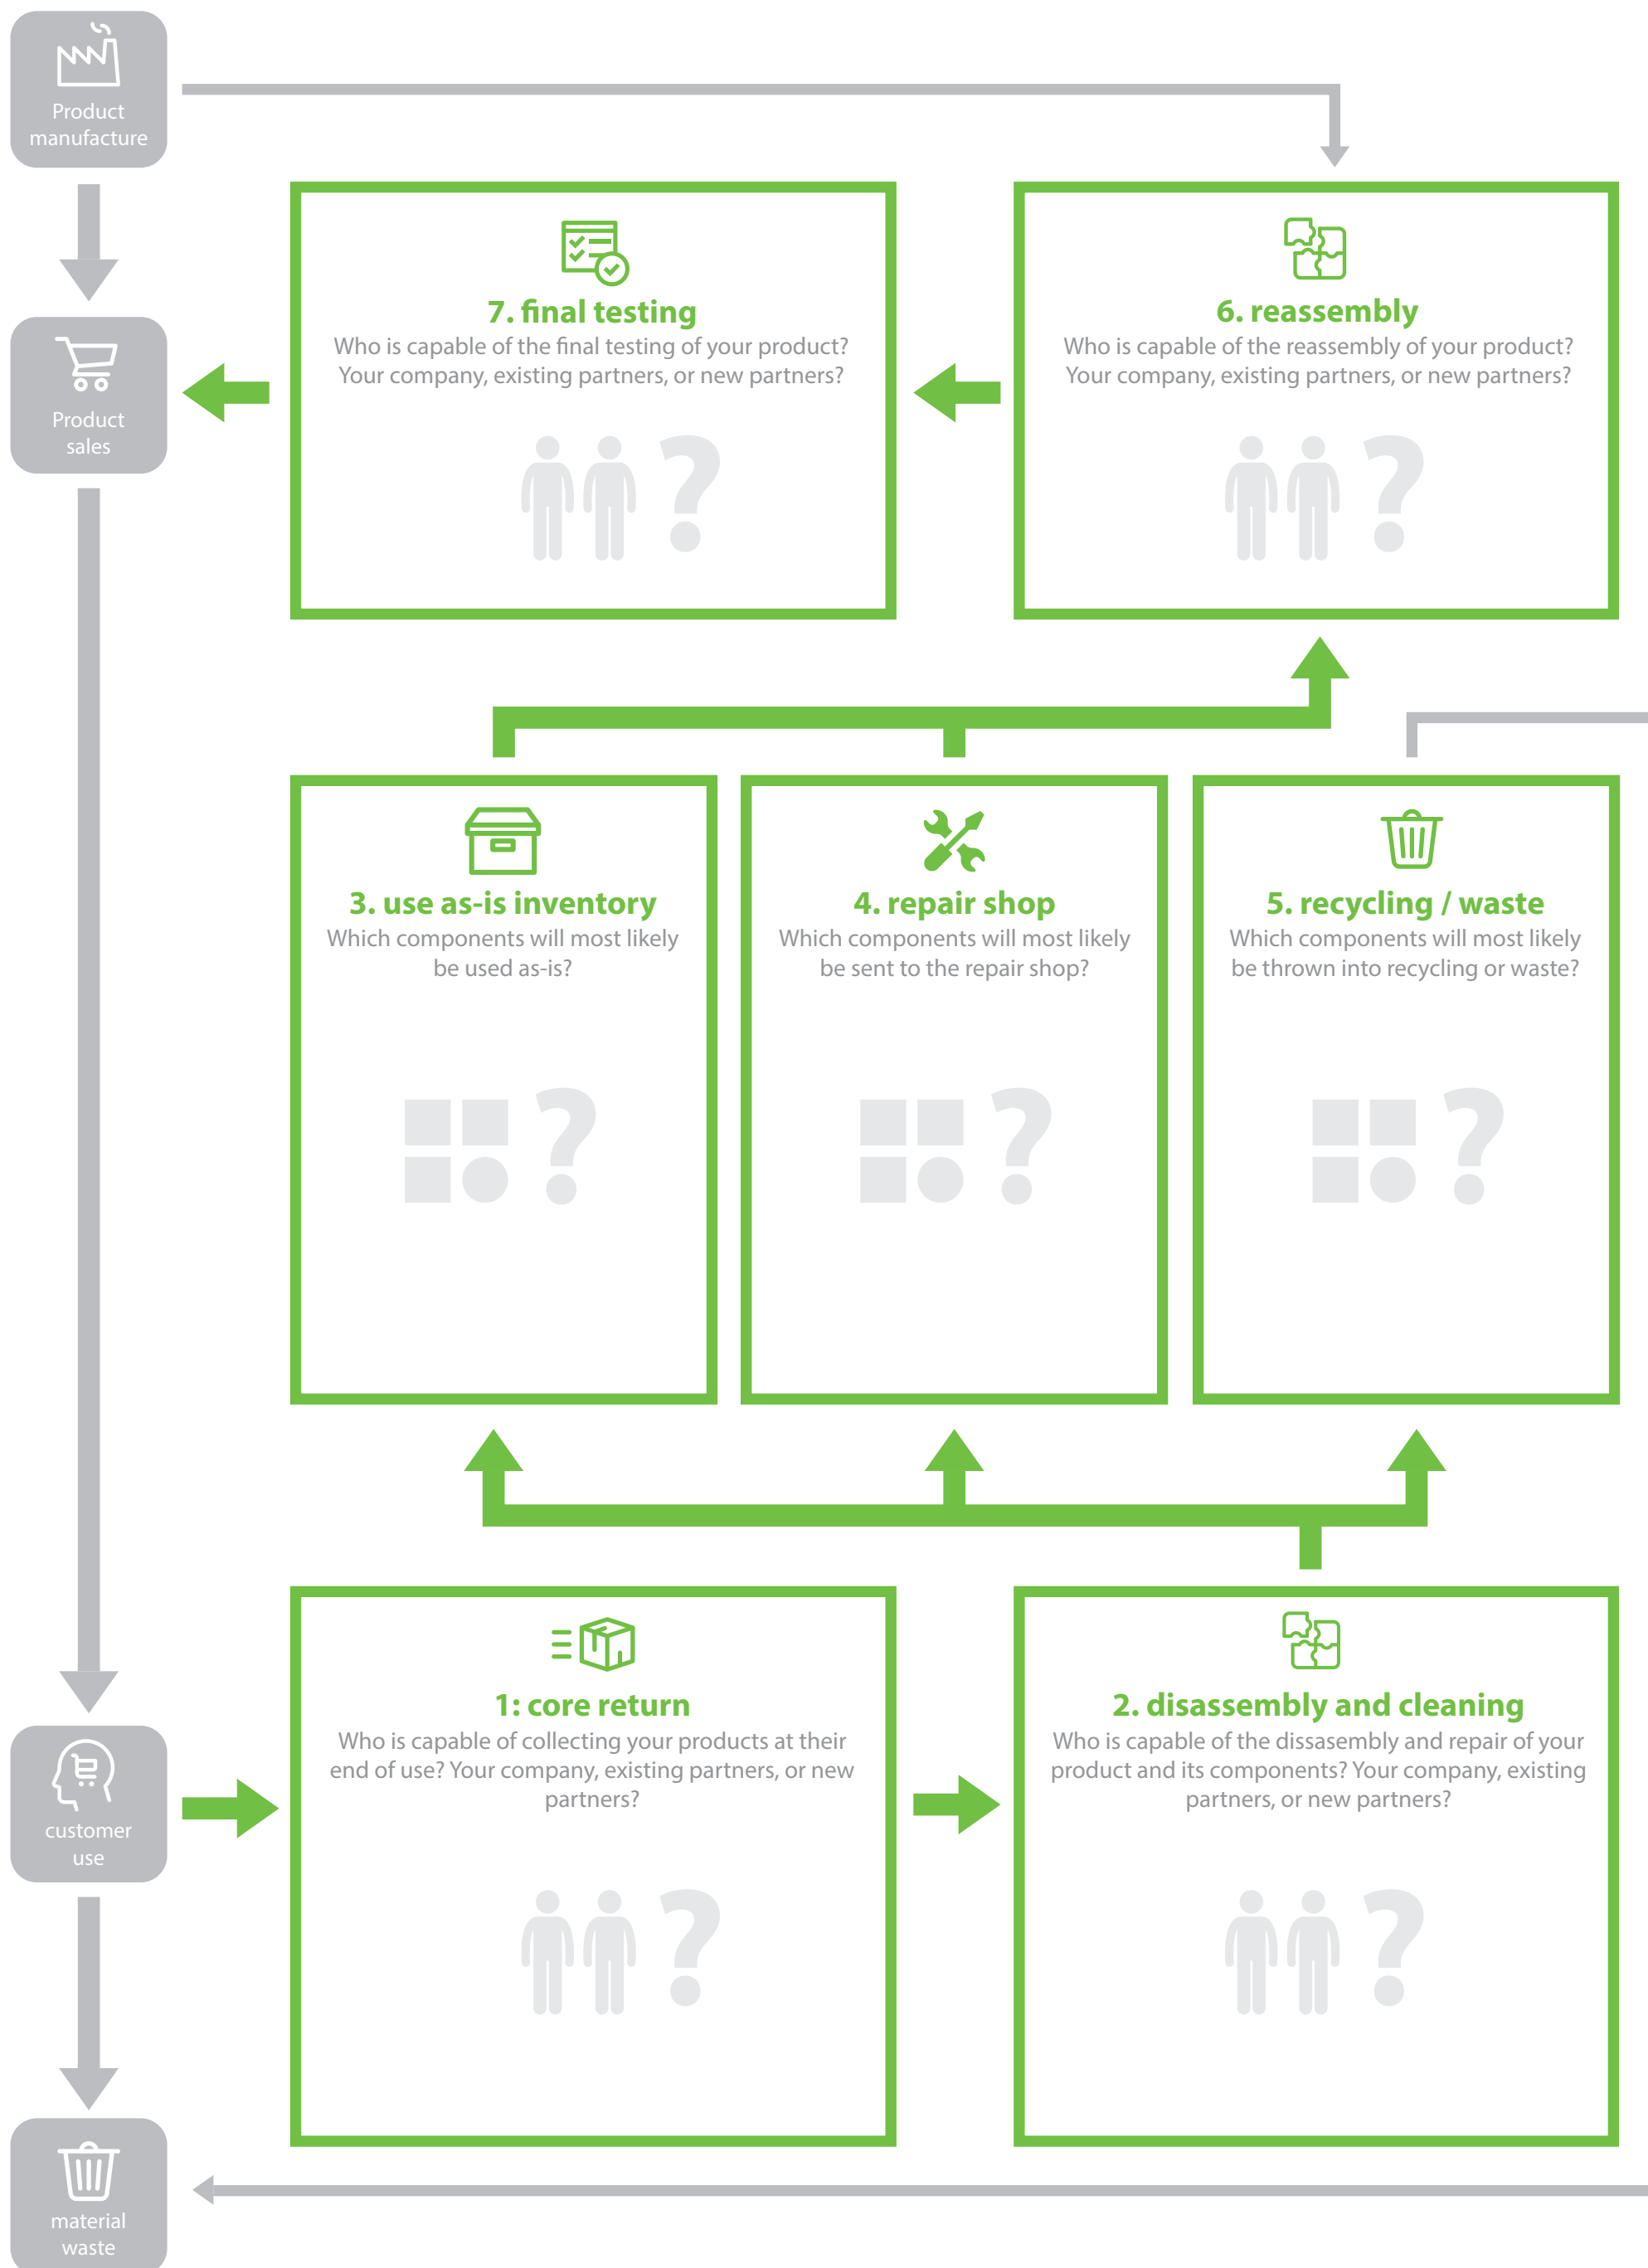 Product
manufacture
7. final testing
Who is capable of the final testing of your product?
Your company, existing partners, or new partners?
6. reassembly
Who is capable of the reassembly of your product?
Your company, existing partners, or new partners?
Product
sales
3. use as-is inventory
Which components will most likely
be used as-is?
4. repair shop
Which components will most likely
be sent to the repair shop?
5. recycling / waste
Which components will most likely
be thrown into recycling or waste?
1: core return
Who is capable of collecting your products at their
end of use? Your company, existing partners, or new
partners?
2. disassembly and cleaning
Who is capable of the dissasembly and repair of your
product and its components? Your company, existing
partners, or new partners?
customer
use
material
waste